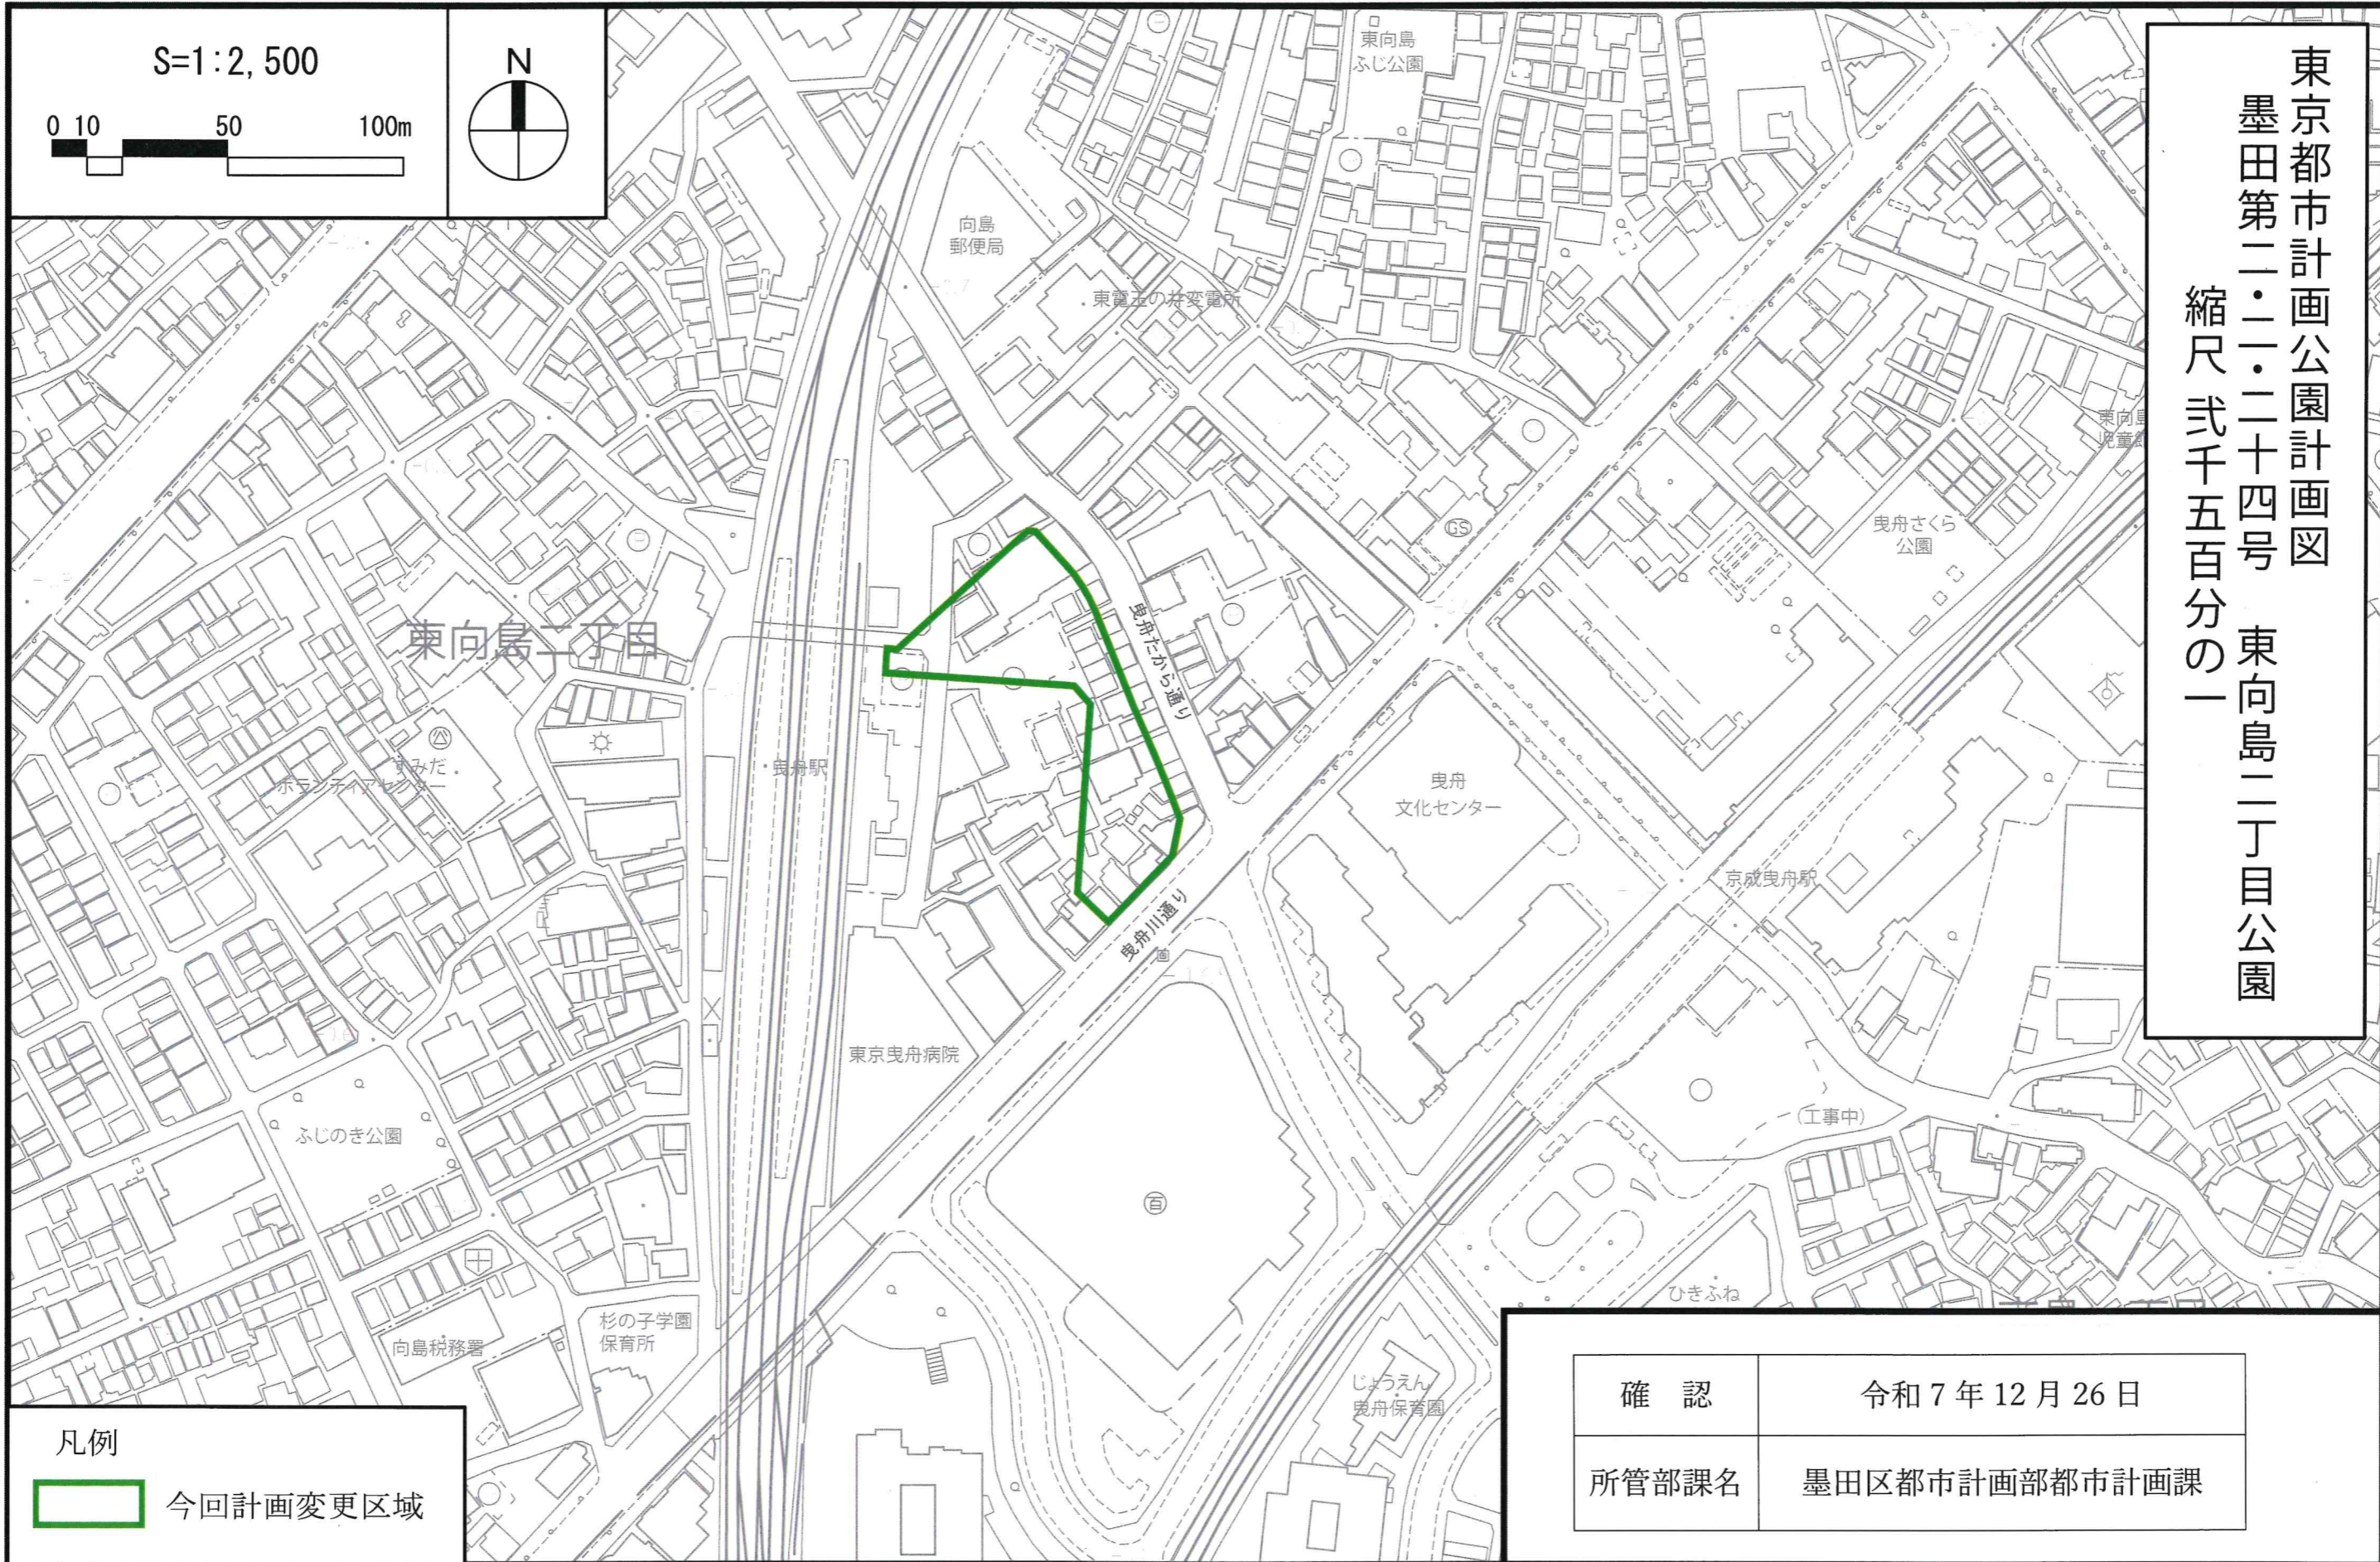 東京都市計画公園計画図
墨田第二・二・二十四号 東向島二丁目公園
縮尺 弐千五百分の一
S=1:2,500
0 10 50 100m
N
東向島
ふじ公園
向島
郵便局
東電玉の井変電所
GS
曳舟さくら
公園
東向島二丁目
曳舟たから通り
すみだ
ボランティアセンター
曳舟駅
曳舟
文化センター
京成曳舟駅
曳舟川通り
東京曳舟病院
ふじのき公園
(工事中)
百
ひきふね
杉の子学園
保育所
向島税務署
じょうえん
曳舟保育園
凡例
今回計画変更区域
確 認 令和7年12月26日
所管部課名 墨田区都市計画部都市計画課